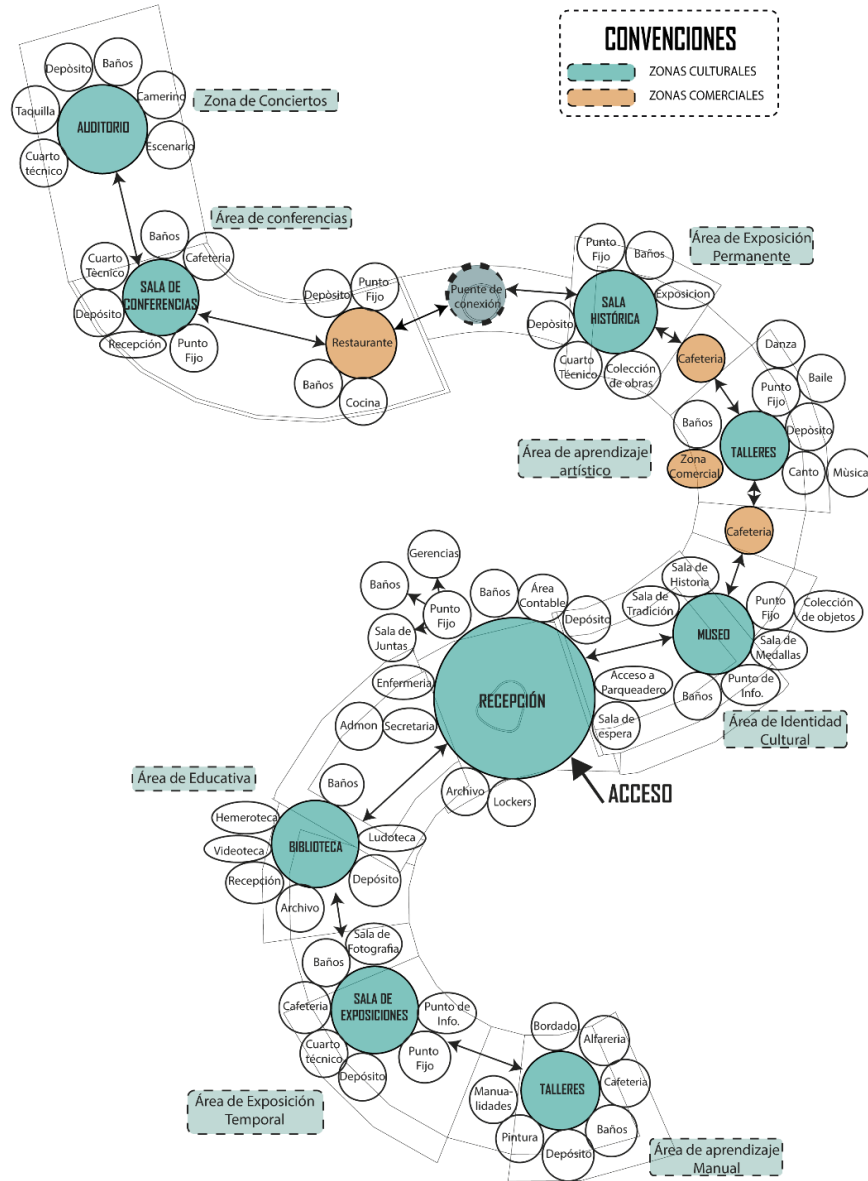 CONVENCIONES
ZONAS CULTURALES
ZONAS COMERCIALES
Depòsito
Baños
Camerino
Zona de Conciertos
Taquilla
AUDITORIO
Cuarto
técnico
Escenario
Área de conferencias
Baños
Cuarto
Tècnico
Cafeteria
SALA DE
CONFERENCIAS
Depósito
Recepción
Punto
Fijo
Depòsito
Punto
Fijo
Restaurante
Baños
Cocina
Puente de
conexión
Punto
Fijo
Baños
Área de Exposición
Permanente
Exposicion
SALA
HISTÓRICA
Depòsito
Cuarto
Técnico
Colección
de obras
Cafeteria
Danza
Punto
Fijo
Baile
Baños
Depòsito
TALLERES
Área de aprendizaje
artístico
Zona
Comercial
Canto
Mùsica
Cafeteria
Sala de
Historia
Sala de
Tradición
Punto
Fijo
Colección
de objetos
MUSEO
Sala de
Medallas
Punto de
Info.
Baños
Área de Identidad
Cultural
Gerencias
Baños
Punto
Fijo
Sala de
Juntas
Baños
Área
Contable
Depósito
Enfermeria
RECEPCIÓN
Acceso a
Parqueadero
Admon
Secretaria
Sala de
espera
Archivo
Lockers
ACCESO
Área de Educativa
Baños
Hemeroteca
BIBLIOTECA
Ludoteca
Videoteca
Recepción
Depósito
Archivo
Sala de
Fotografia
Baños
Cafeteria
SALA DE
EXPOSICIONES
Punto de
Info.
Cuarto
técnico
Punto
Fijo
Depósito
Área de Exposición
Temporal
Bordado
Alfareria
Manua-
lidades
TALLERES
Cafeteria
Pintura
Baños
Depósito
Área de aprendizaje
Manual